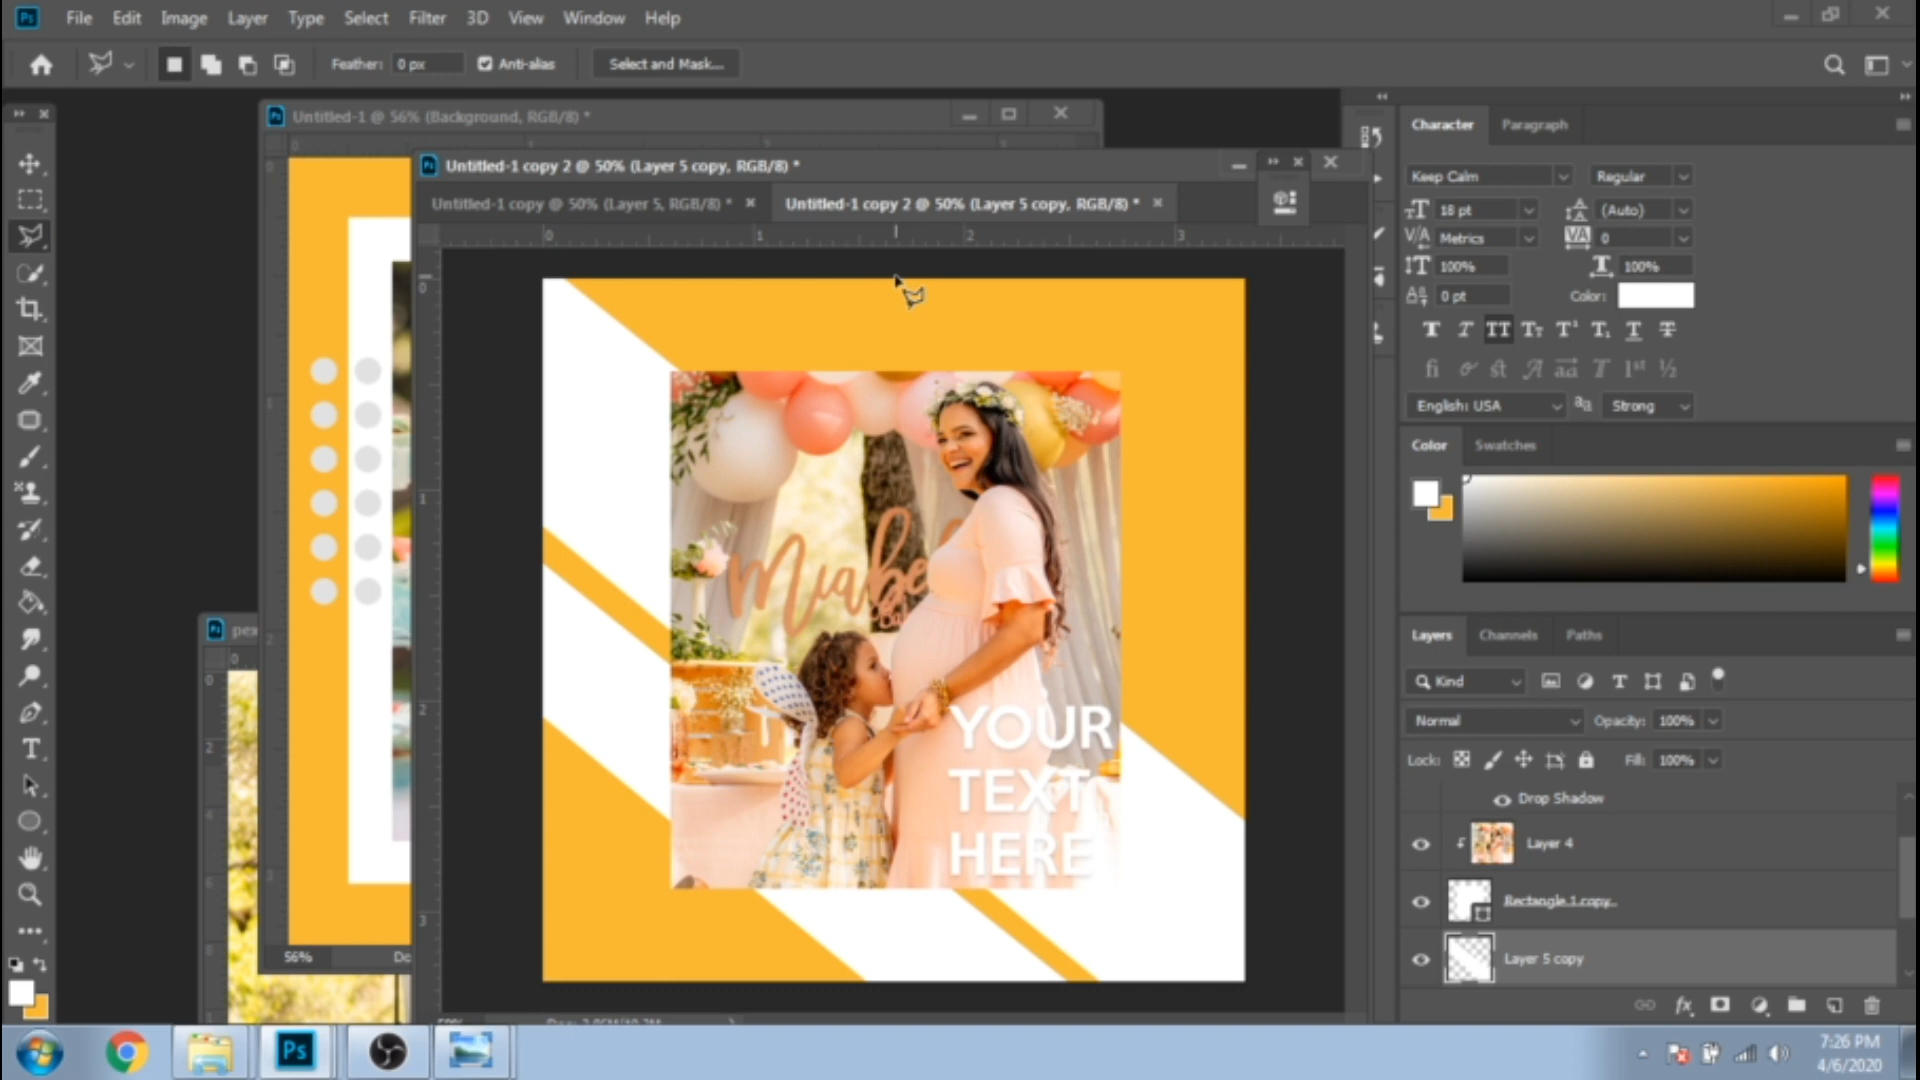 Ps File Edit Image Layer Type Select Filter 3D View Window Help
Feather: 0 px Anti-alias Select and Mask...
Untitled-1 @ 56% (Background, RGB/8) *
Untitled-1 copy 2 @ 50% (Layer 5 copy, RGB/8) *
Untitled-1 copy @ 50% (Layer 5, RGB/8) * Untitled-1 copy 2 @ 50% (Layer 5 copy, RGB/8) *
0 1 2 3
YOUR
TEXT
HERE
56%
Character Paragraph
Keep Calm Regular
18 pt (Auto)
Metrics 0
100% 100%
0 pt Color:
English: USA Strong
Color Swatches
Layers Channels Paths
Kind
Normal Opacity: 100%
Lock: Fill: 100%
Drop Shadow
Layer 4
Rectangle 1 copy...
Layer 5 copy
7:26 PM
4/6/2020